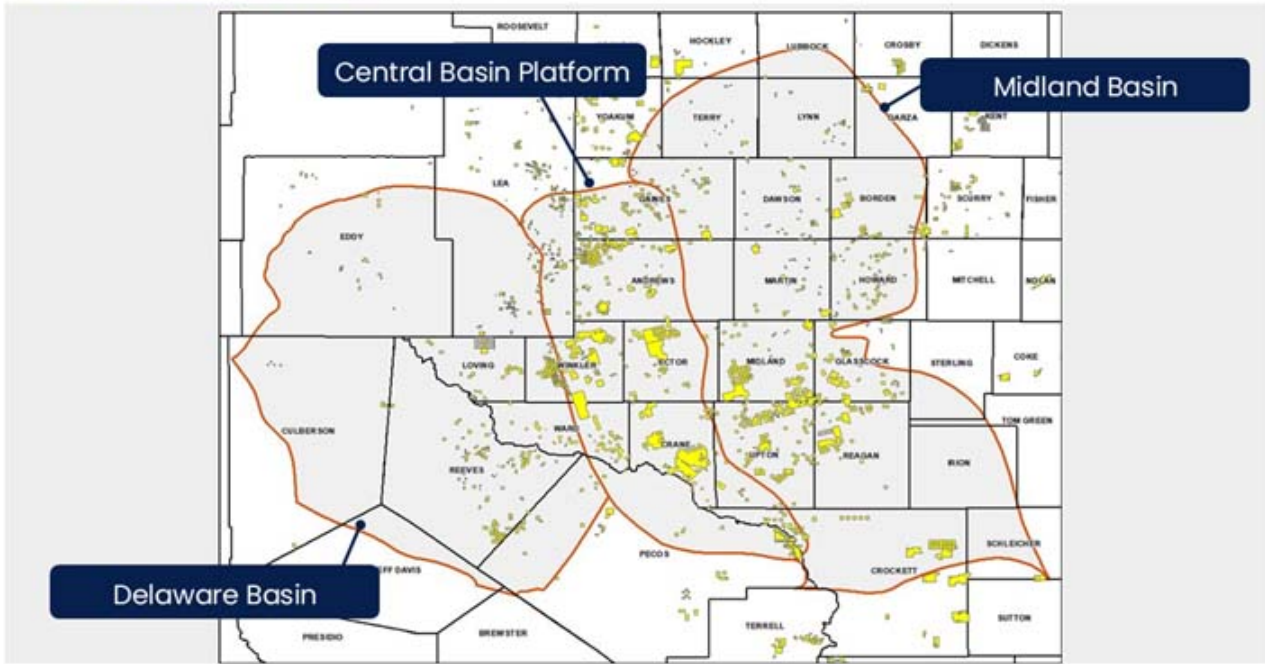 ROOSEVELT
HOCKLEY
LUBBOCK
CROSBY
DICKENS
Central Basin Platform
Midland Basin
YOAKUM
TERRY
LYNN
GARZA
KENT
LEA
GAINES
DAWSON
BORDEN
SCURRY
FISHER
EDDY
ANDREWS
MARTIN
HOWARD
MITCHELL
NOLAN
LOVING
WINKLER
ECTOR
MIDLAND
GLASSCOCK
STERLING
COKE
CULBERSON
WARD
CRANE
UPTON
REAGAN
IRION
TOM GREEN
REEVES
PECOS
CROCKETT
SCHLEICHER
EFF DAVIS
Delaware Basin
PRESIDIO
BREWSTER
TERRELL
SUTTON